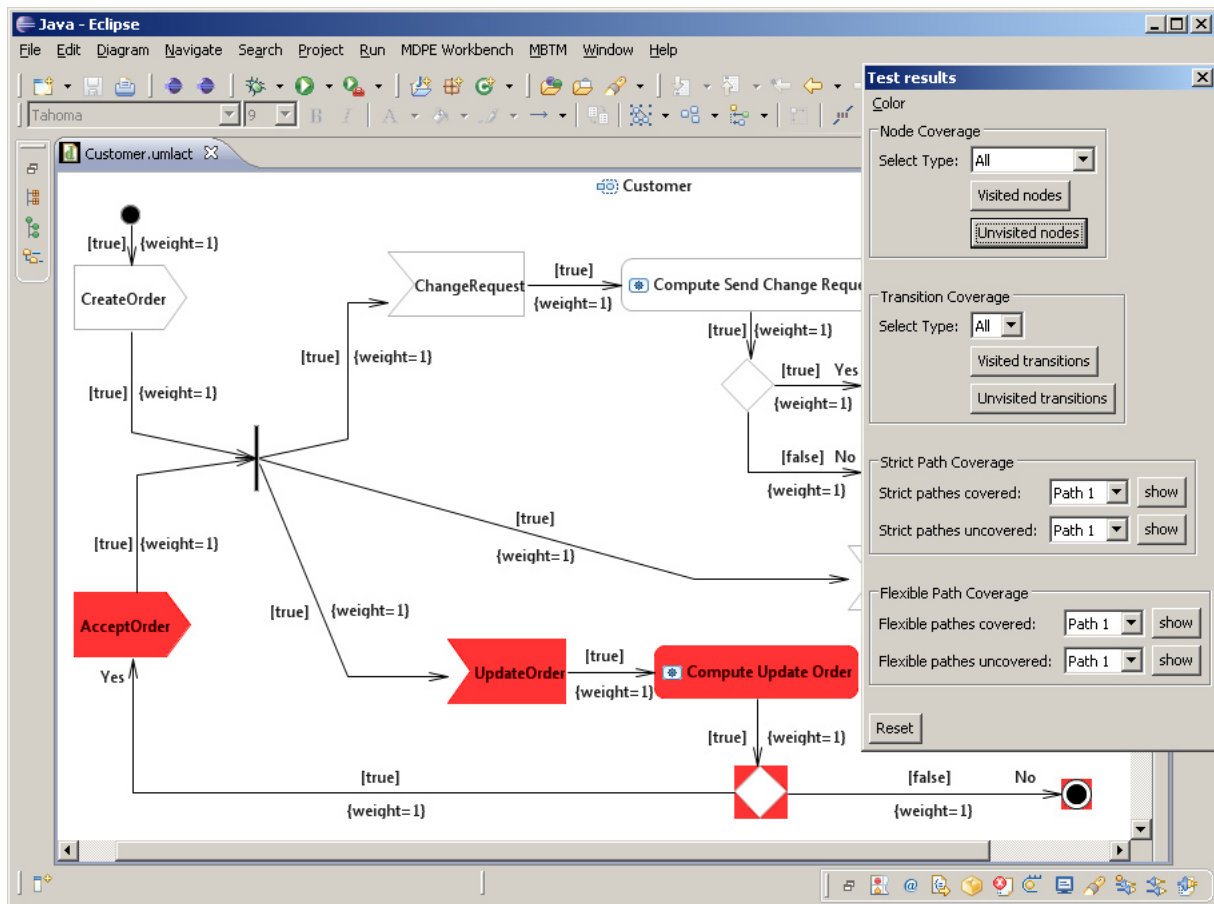 Java - Eclipse
File Edit Diagram Navigate Search Project Run MDPE Workbench MBTM Window Help
Tahoma 9 B I A
Customer.umlact
Customer
[true] {weight=1}
CreateOrder
ChangeRequest
[true]
{weight=1}
Compute Send Change Reque
[true] {weight=1}
[true] {weight=1}
[true] {weight=1}
[true] Yes
{weight=1}
[false] No
{weight=1}
[true]
{weight=1}
[true] {weight=1}
[true] {weight=1}
AcceptOrder
Yes
UpdateOrder
[true]
{weight=1}
Compute Update Order
[true] {weight=1}
[true]
{weight=1}
[false] No
{weight=1}
Test results
Color
Node Coverage
Select Type: All
Visited nodes
Unvisited nodes
Transition Coverage
Select Type: All
Visited transitions
Unvisited transitions
Strict Path Coverage
Strict pathes covered: Path 1 show
Strict pathes uncovered: Path 1 show
Flexible Path Coverage
Flexible pathes covered: Path 1 show
Flexible pathes uncovered: Path 1 show
Reset